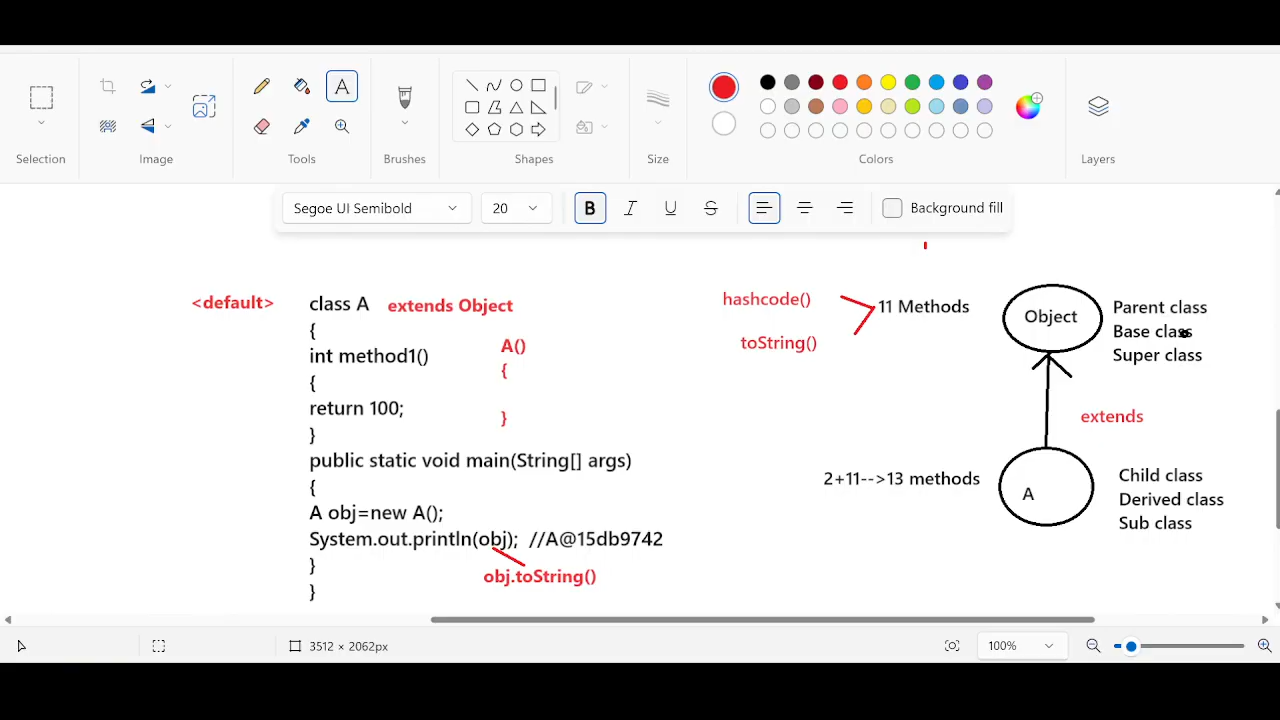 Selection
Image
Tools
Brushes
Shapes
Size
Colors
Layers
Segoe UI Semibold
20
B
I
U
S
Background fill
<default>
class A
extends Object
{
int method1()
{
return 100;
}
public static void main(String[] args)
{
A obj=new A();
System.out.println(obj); //A@15db9742
}
}
A()
{
}
obj.toString()
hashcode()
toString()
11 Methods
Object
Parent class
Base class
Super class
extends
2+11-->13 methods
A
Child class
Derived class
Sub class
3512 × 2062px
100%